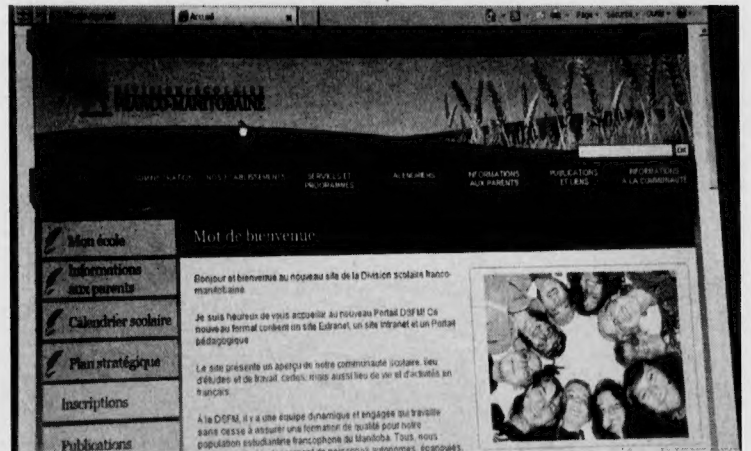 Accueil
Page
FRANCO-MANITOBAINE
OK
SERVICES ET
PROGRAMMES
INFORMATIONS
AUX PARENTS
PUBLICATIONS
ET LIENS
INFORMATIONS
A LA COMMUNAUTÉ
Mon école
Informations
aux parents
Calendrier scolaire
Plan stratégique
Inscriptions
Publications
Mot de bienvenue
Bonjour et bienvenue au nouveau site de la Division scolaire franco-
manitobaine.
Je suis heureux de vous accueillir au nouveau Portail DSFM! Ce
nouveau format contient un site Extranet, un site Intranet et un Portail
pédagogique
Le site présente un aperçu de notre communauté scolaire, lieu
d'études et de travail, certes, mais aussi lieu de vie et d'activités en
français.
À la DSFM, il y a une équipe dynamique et engagée qui travaille
sans cesse à assurer une formation de qualité pour notre
population estudiantine francophone du Manitoba. Tous, nous
de personnes autonomes, épanouies,